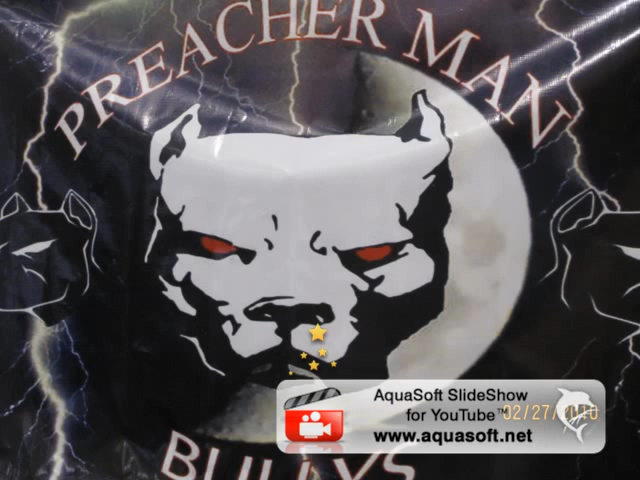 PREACHER MAN
AquaSoft SlideShow
for YouTube™
02/27/2010
www.aquasoft.net
BULLYS